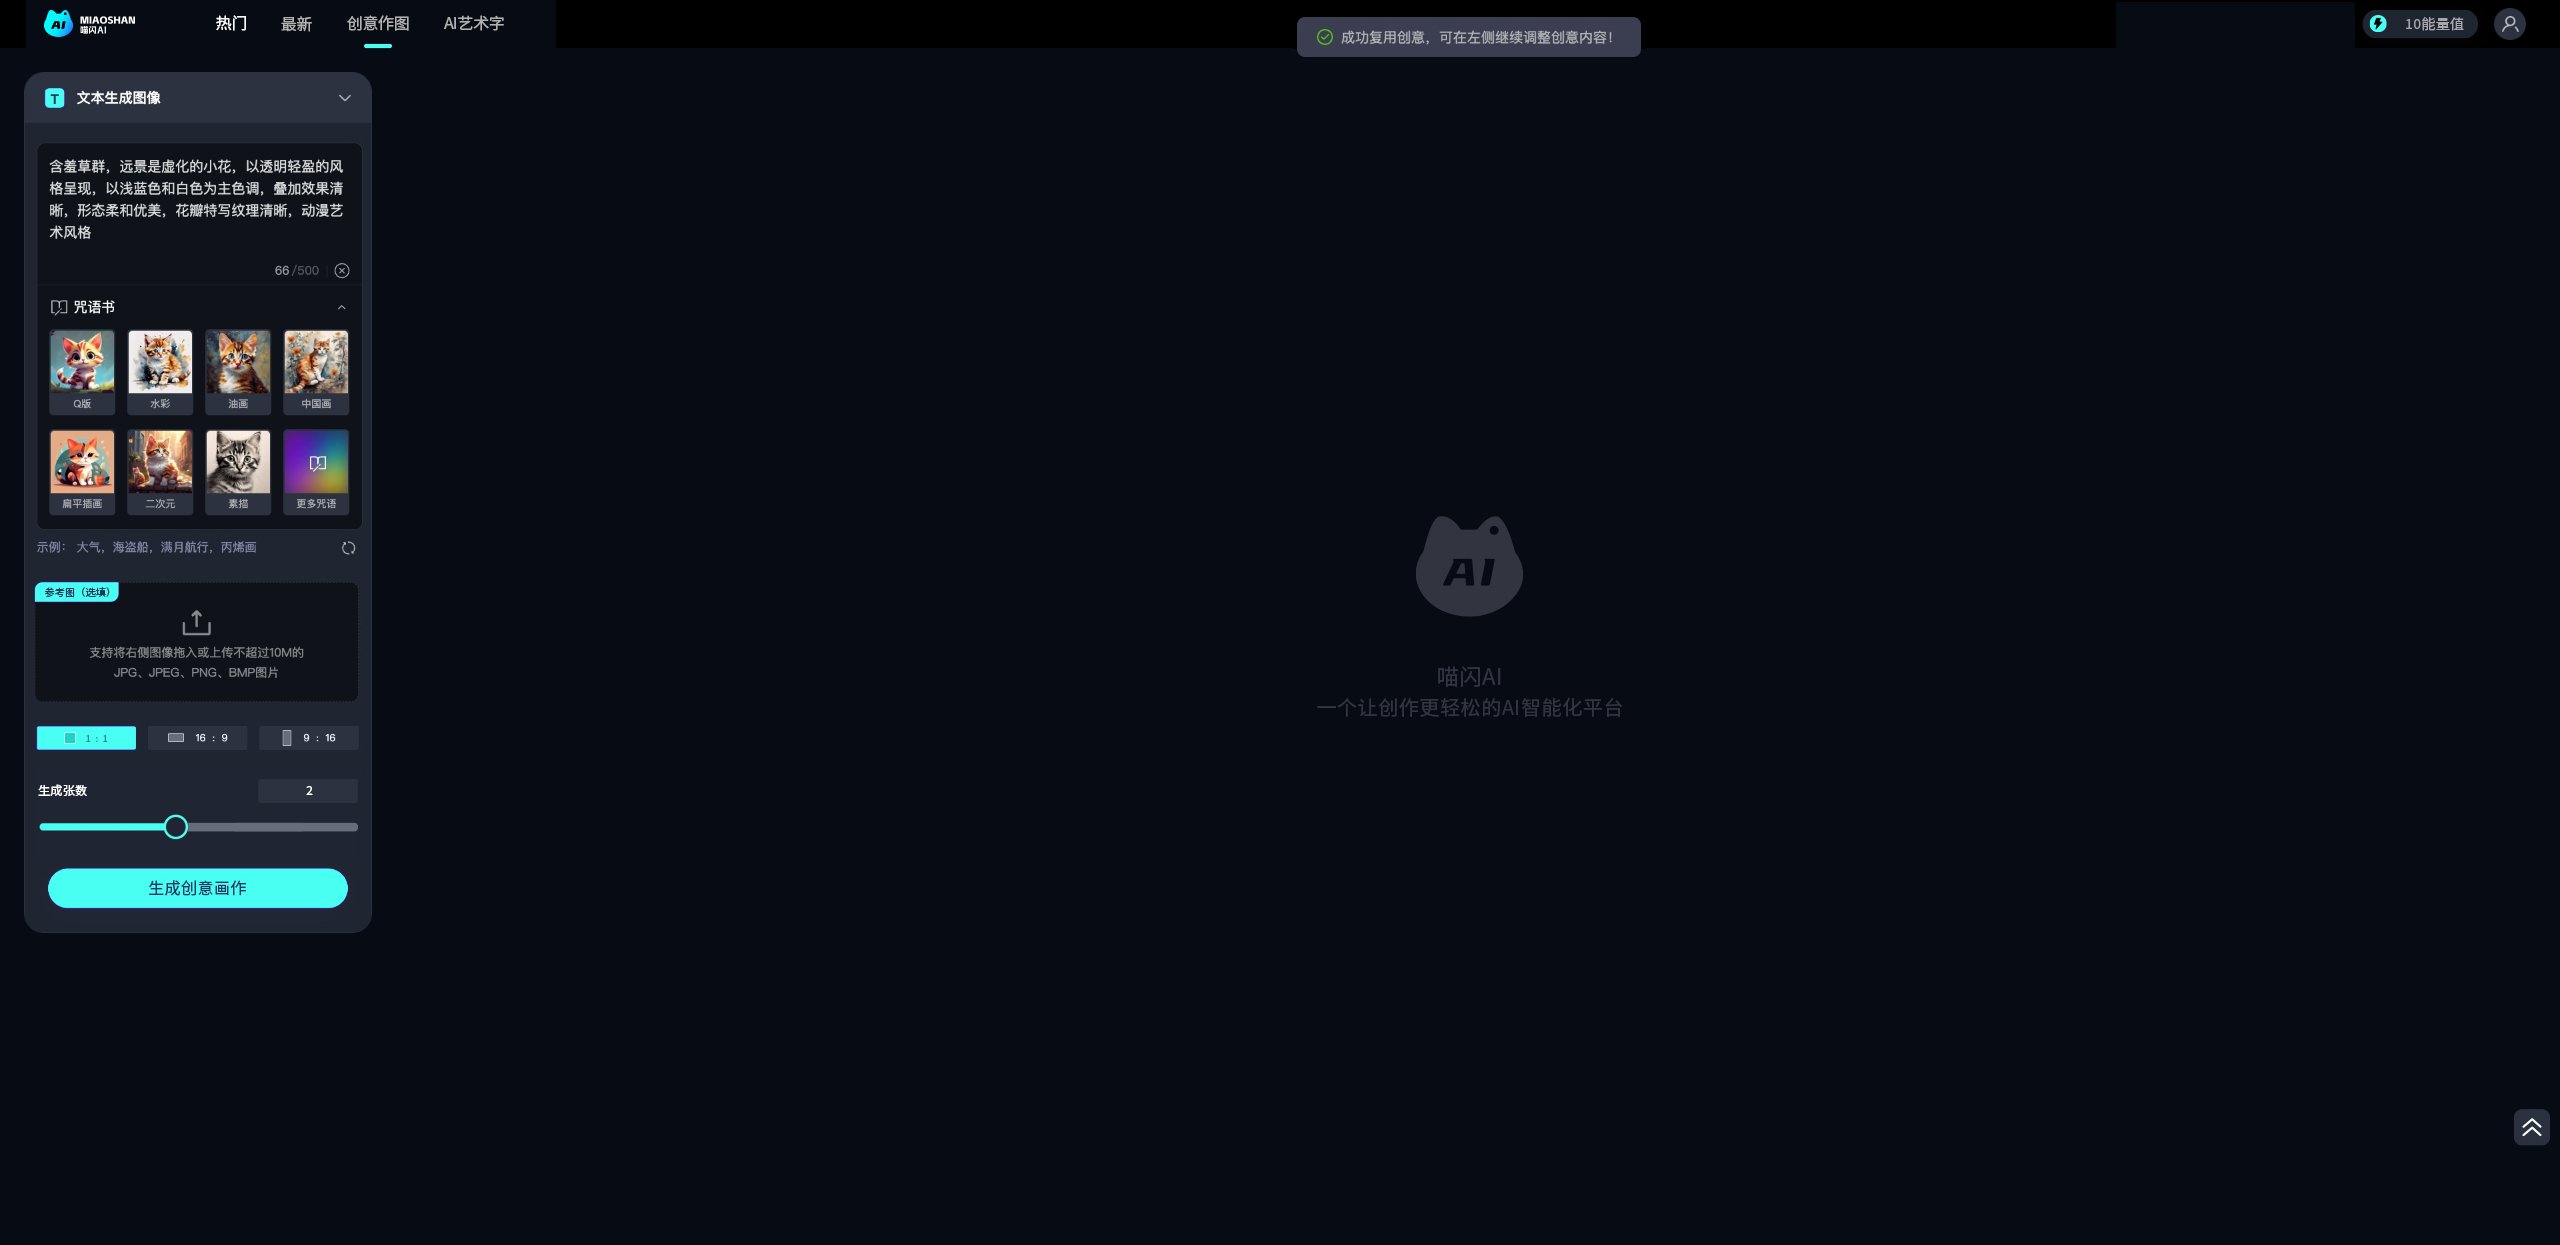 MIAOSHAN
喵闪AI
热门
最新
创意作图
AI艺术字
成功复用创意，可在左侧继续调整创意内容！
10能量值
T
文本生成图像
含羞草群，远景是虚化的小花，以透明轻盈的风
格呈现，以浅蓝色和白色为主色调，叠加效果清
晰，形态柔和优美，花瓣特写纹理清晰，动漫艺
术风格
66/500
咒语书
Q版
水彩
油画
中国画
扁平插画
二次元
素描
更多咒语
示例： 大气，海盗船，满月航行，丙烯画
参考图（选填）
支持将右侧图像拖入或上传不超过10M的
JPG、JPEG、PNG、BMP图片
1 : 1
16 : 9
9 : 16
生成张数
2
生成创意画作
AI
喵闪AI
一个让创作更轻松的AI智能化平台